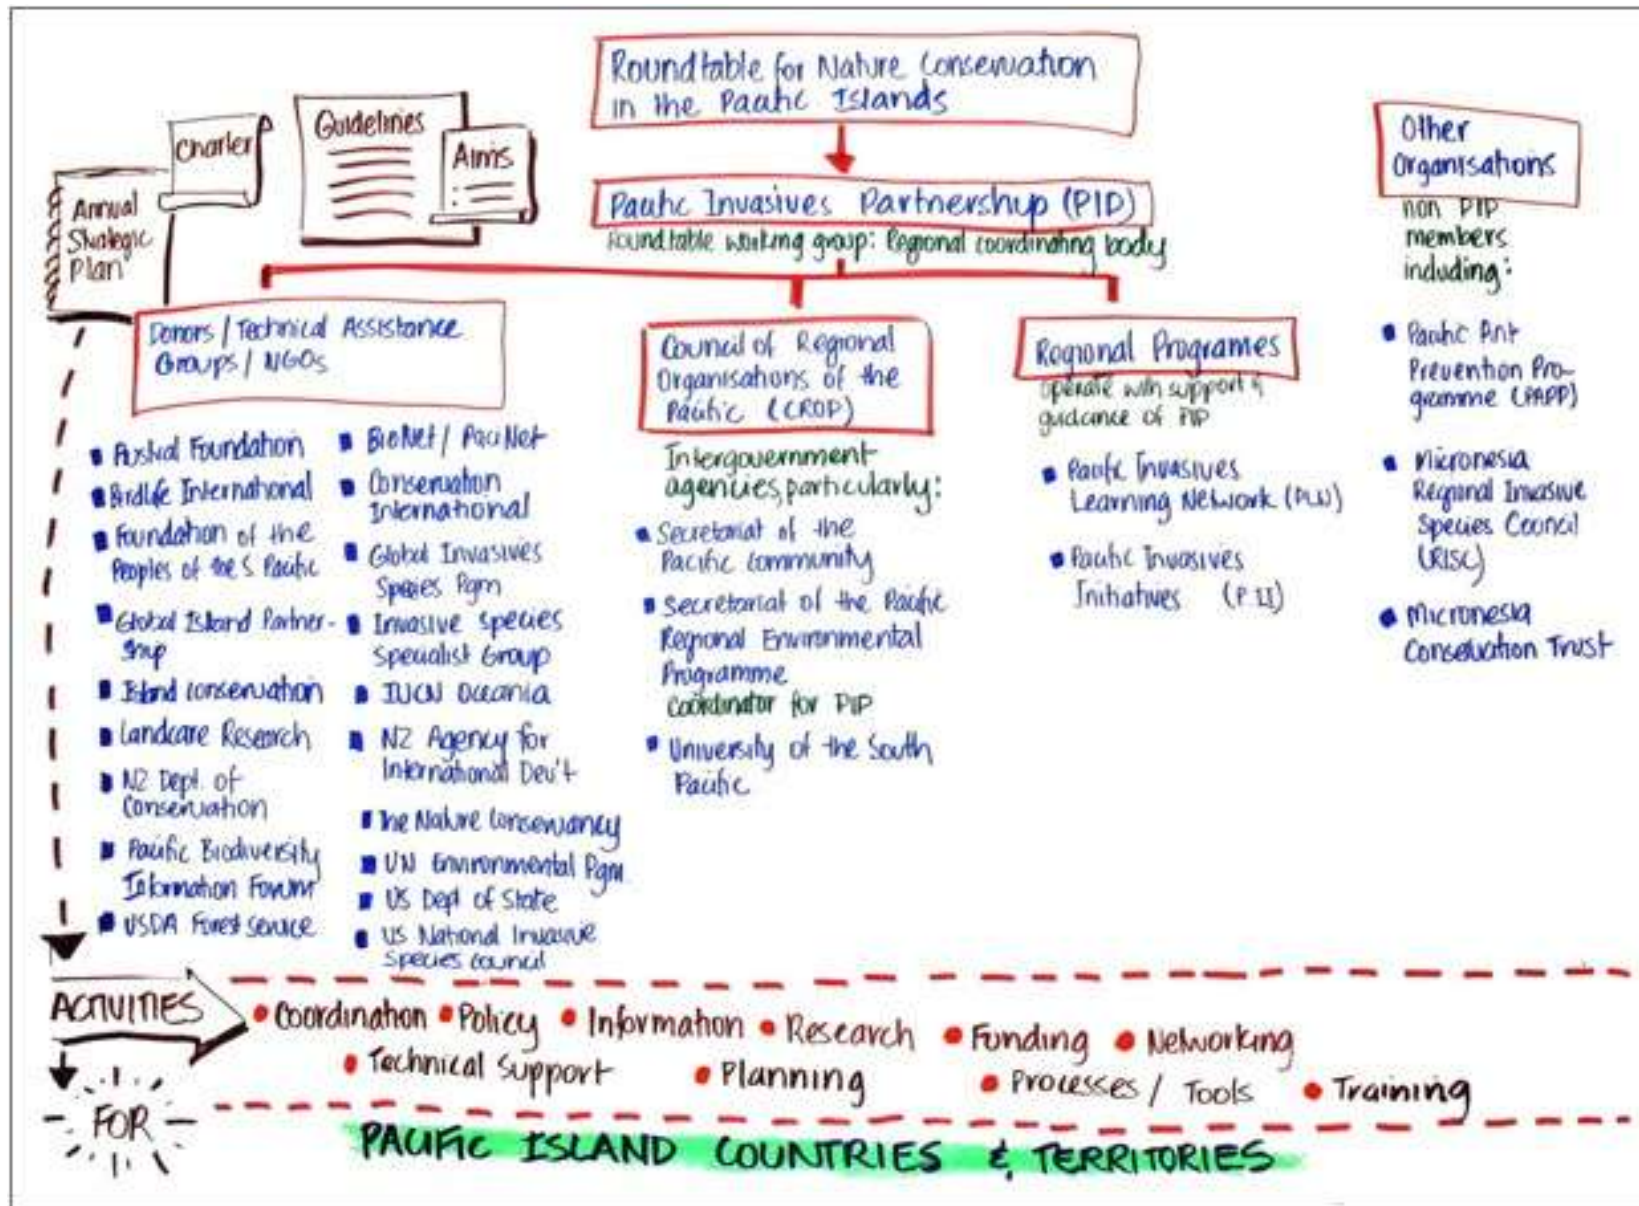 Roundtable for Nature Conservation
in the Pacific Islands
Charter
Guidelines
Aims
Annual
Strategic
Plan
Pacific Invasives Partnership (PIP)
Roundtable working group: Regional coordinating body
Donors / Technical Assistance
Groups / NGOs
Austral Foundation
Birdlife International
Foundation of the
Peoples of the S. Pacific
Global Island Partner-
ship
Island conservation
Landcare Research
NZ Dept. of
Conservation
Pacific Biodiversity
Information Forum
USDA Forest Service
BioNet / PaciNet
Conservation
International
Global Invasives
Species Pgm
Invasive species
Specialist Group
IUCN Oceania
NZ Agency for
International Dev't
The Nature Conservancy
UN Environmental Pgm
US Dept of State
US National Invasive
Species Council
Council of Regional
Organisations of the
Pacific (CROP)
Intergovernment
agencies, particularly:
Secretariat of the
Pacific Community
Secretariat of the Pacific
Regional Environmental
Programme
Coordinator for PIP
University of the South
Pacific
Regional Programes
operate with support &
guidance of PIP
Pacific Invasives
Learning Network (PLN)
Pacific Invasives
Initiatives (PII)
Other
Organisations
non PIP
members
including:
Pacific Ant
Prevention Pro-
gramme (PAPP)
Micronesia
Regional Invasive
Species Council
(RISC)
Micronesia
Conservation Trust
ACTIVITIES
Coordination Policy Information Research Funding Networking
Technical Support Planning Processes / Tools Training
FOR
PACIFIC ISLAND COUNTRIES & TERRITORIES